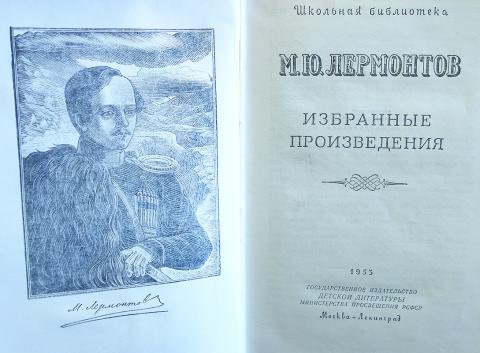 М. Лермонтов
Школьная библиотека
М.Ю. ЛЕРМОНТОВ
ИЗБРАННЫЕ
ПРОИЗВЕДЕНИЯ
1953
ГОСУДАРСТВЕННОЕ ИЗДАТЕЛЬСТВО
ДЕТСКОЙ ЛИТЕРАТУРЫ
МИНИСТЕРСТВА ПРОСВЕЩЕНИЯ РСФСР
Москва—Ленинград